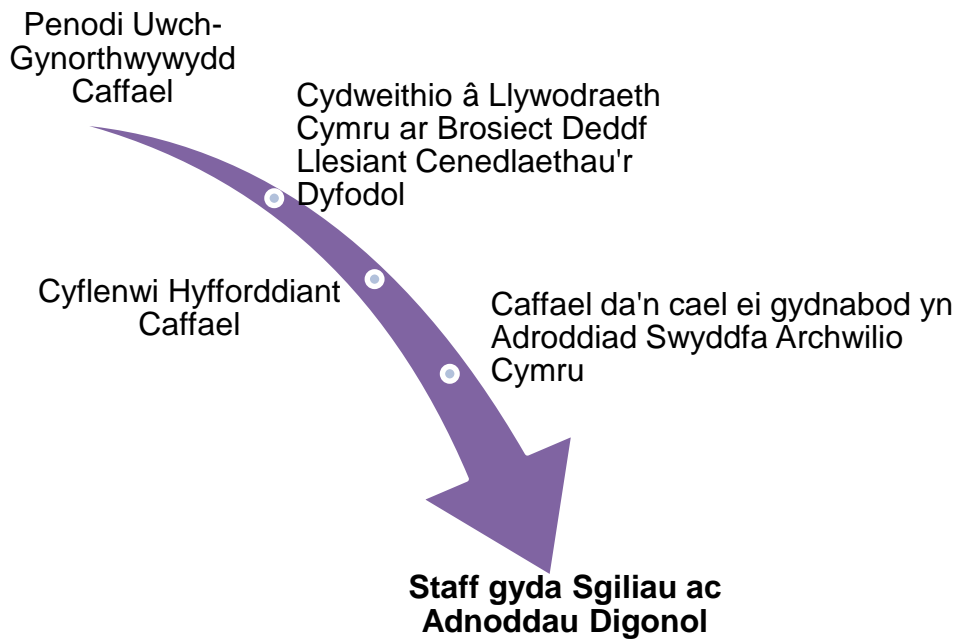 Penodi Uwch-
Gynorthwywydd
Caffael
Cydweithio â Llywodraeth
Cymru ar Brosiect Deddf
Llesiant Cenedlaethau'r
Dyfodol
Cyflenwi Hyfforddiant
Caffael
Caffael da'n cael ei gydnabod yn
Adroddiad Swyddfa Archwilio
Cymru
Staff gyda Sgiliau ac
Adnoddau Digonol